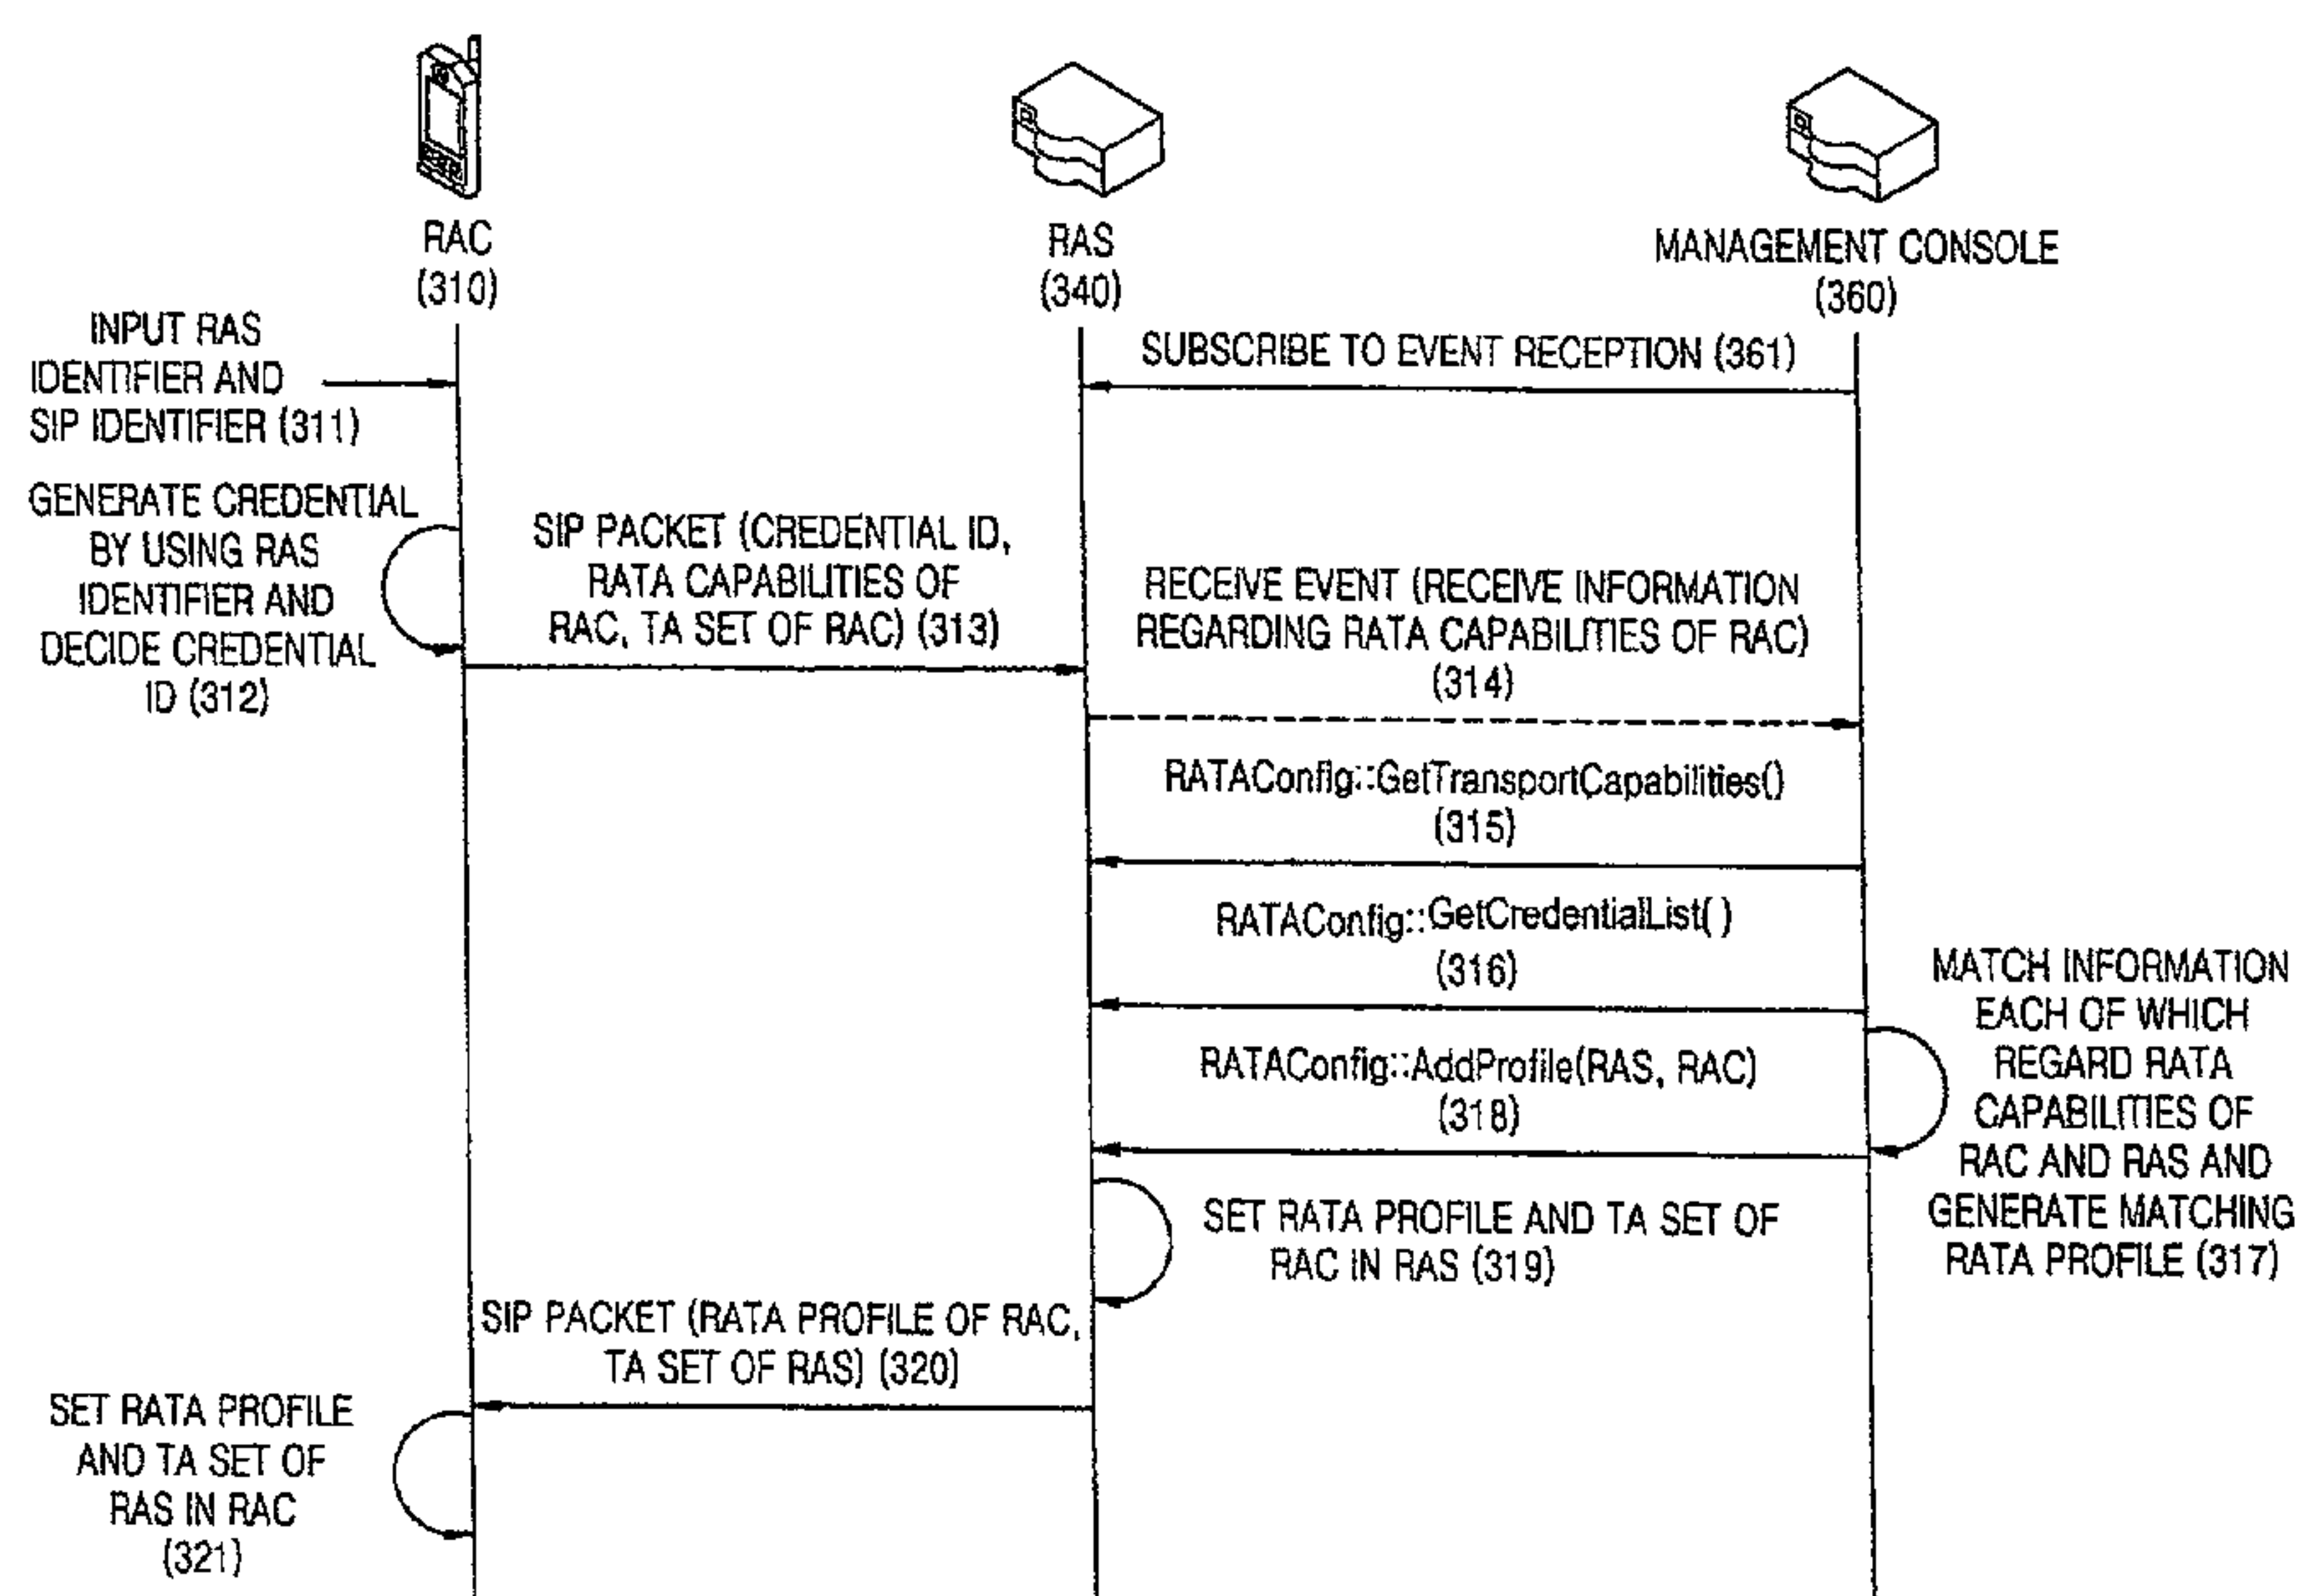 RAC
(310)
RAS
(340)
MANAGEMENT CONSOLE
(360)
INPUT RAS
IDENTIFIER AND
SIP IDENTIFIER (311)
SUBSCRIBE TO EVENT RECEPTION (361)
GENERATE CREDENTIAL
BY USING RAS
IDENTIFIER AND
DECIDE CREDENTIAL
ID (312)
SIP PACKET (CREDENTIAL ID,
RATA CAPABILITIES OF
RAC, TA SET OF RAC) (313)
RECEIVE EVENT (RECEIVE INFORMATION
REGARDING RATA CAPABILITIES OF RAC)
(314)
RATAConfig::GetTransportCapabilities()
(315)
RATAConfig::GetCredentialList( )
(316)
MATCH INFORMATION
EACH OF WHICH
REGARD RATA
CAPABILITIES OF
RAC AND RAS AND
GENERATE MATCHING
RATA PROFILE (317)
RATAConfig::AddProfile(RAS, RAC)
(318)
SET RATA PROFILE AND TA SET OF
RAC IN RAS (319)
SIP PACKET (RATA PROFILE OF RAC,
TA SET OF RAS) (320)
SET RATA PROFILE
AND TA SET OF
RAS IN RAC
(321)